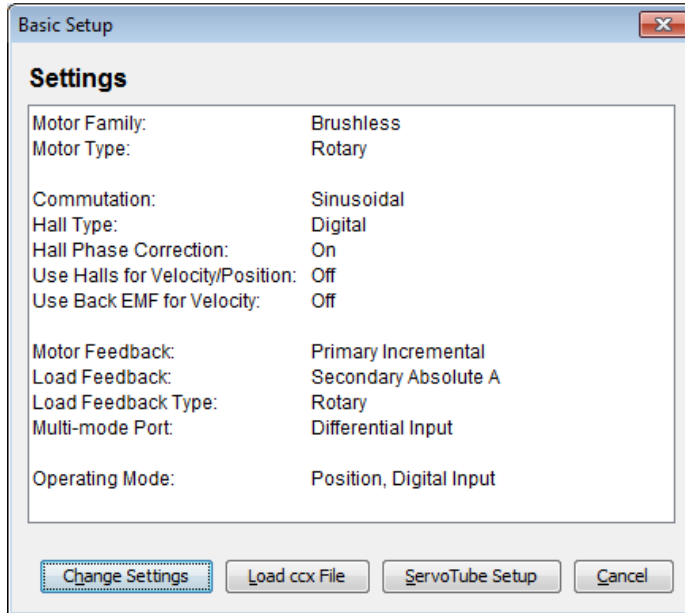 Basic Setup
Settings
Motor Family: Brushless
Motor Type: Rotary
Commutation: Sinusoidal
Hall Type: Digital
Hall Phase Correction: On
Use Halls for Velocity/Position: Off
Use Back EMF for Velocity: Off
Motor Feedback: Primary Incremental
Load Feedback: Secondary Absolute A
Load Feedback Type: Rotary
Multi-mode Port: Differential Input
Operating Mode: Position, Digital Input
Change Settings Load ccx File ServoTube Setup Cancel